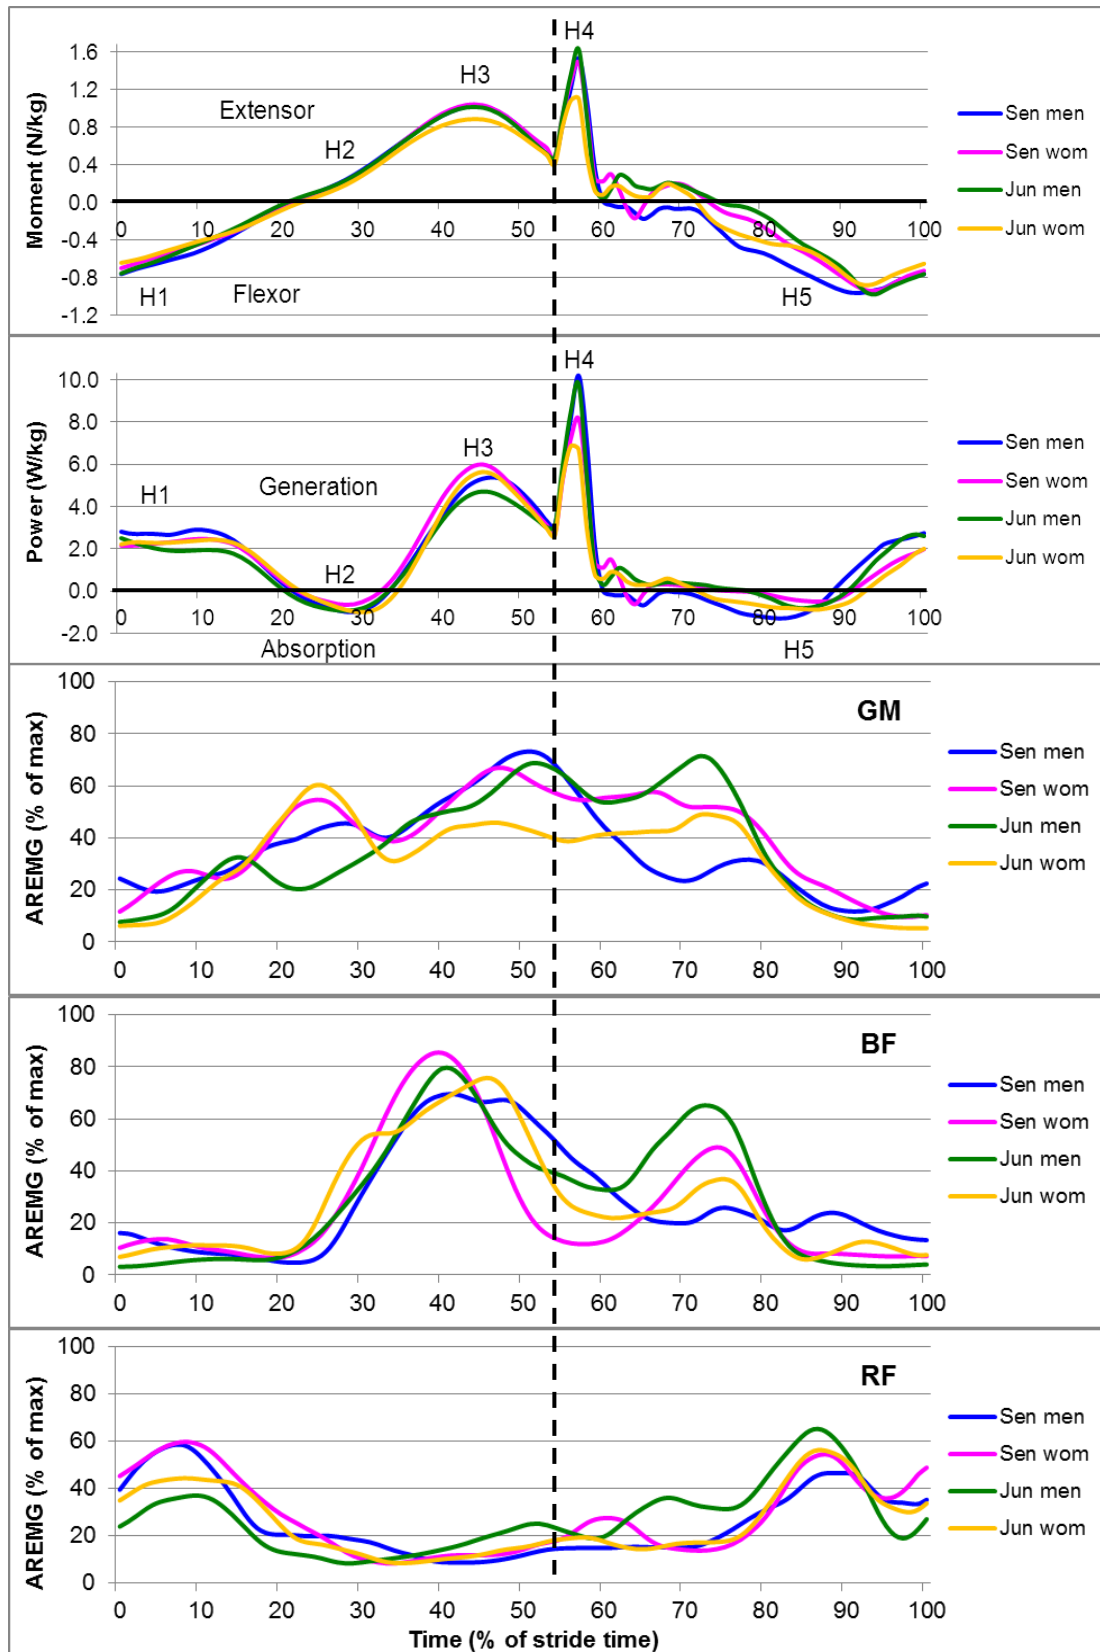 H4
1.6
1.2
H3
0.8
Extensor
0.4
H2
0.0
0 10 20 30 40 50 60 70 80 90 100
-0.4
-0.8
H1
Flexor
H5
-1.2
Moment (N/kg)
Sen men
Sen wom
Jun men
Jun wom
H4
10.0
8.0
6.0
H3
4.0
H1
Generation
2.0
H2
0.0
0 10 20 30 40 50 60 70 80 90 100
-2.0
Absorption
H5
Power (W/kg)
Sen men
Sen wom
Jun men
Jun wom
100
GM
80
60
40
20
0
0 10 20 30 40 50 60 70 80 90 100
AREMG (% of max)
Sen men
Sen wom
Jun men
Jun wom
100
BF
80
60
40
20
0
0 10 20 30 40 50 60 70 80 90 100
AREMG (% of max)
Sen men
Sen wom
Jun men
Jun wom
100
RF
80
60
40
20
0
0 10 20 30 40 50 60 70 80 90 100
AREMG (% of max)
Sen men
Sen wom
Jun men
Jun wom
Time (% of stride time)